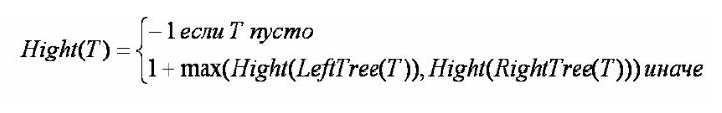 Hight(T) = { −1 если T пусто
1 + max(Hight(LeftTree(T)), Hight(RightTree(T))) иначе